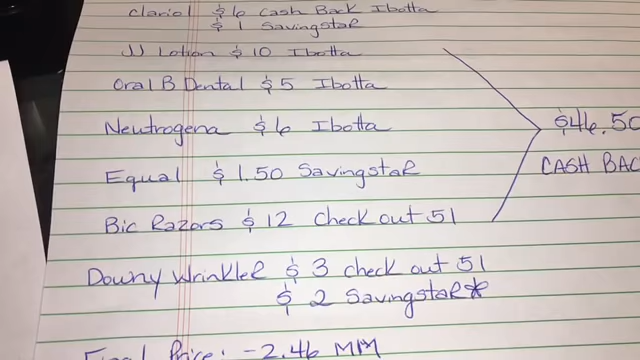 Clariol $6 Cash Back Ibotta
$1 SavingstaR
JJ Lotion $10 Ibotta
Oral B Dental $5 Ibotta
Neutrogena $6 Ibotta
$46.50
CASH BAC
Equal $1.50 SavingstaR
Bic Razors $12 Check out 51
Downy WrinkleR $3 check out 51
$2 SavingstaR*
Final Price: -2.46 MM